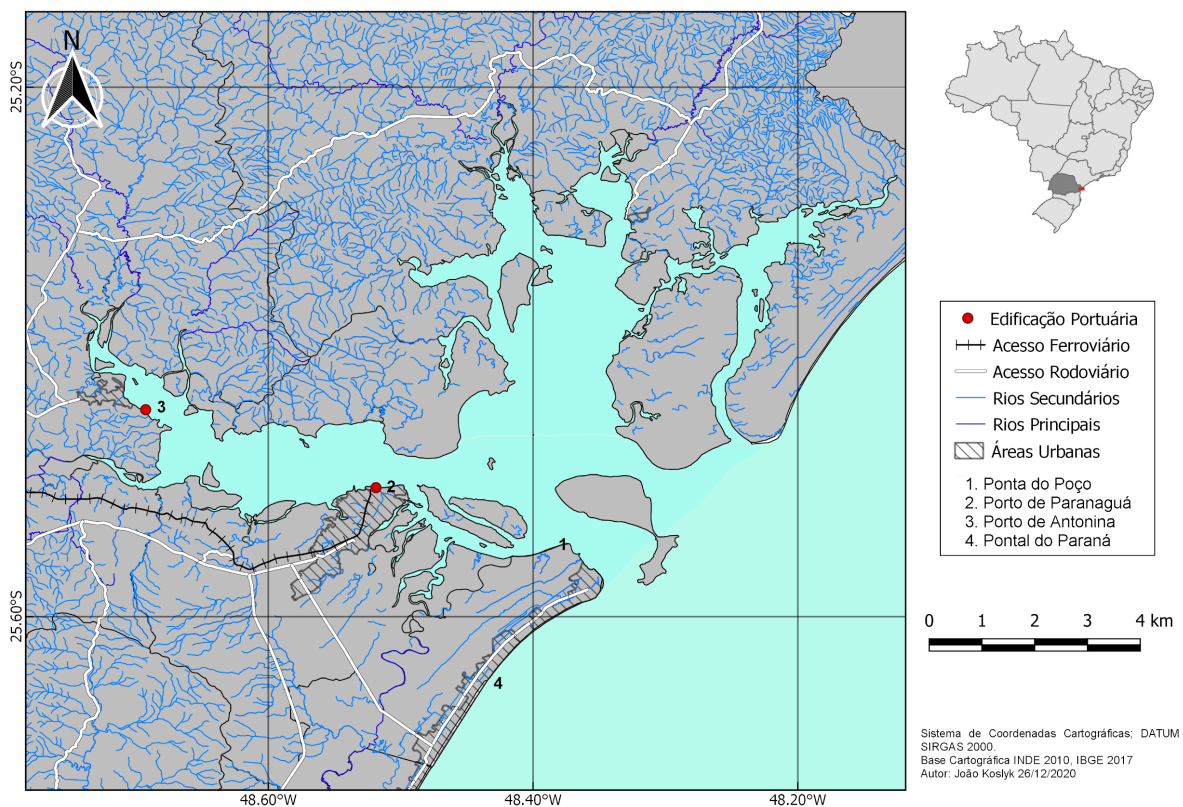 N
25.20°S
25.60°S
48.60°W
48.40°W
48.20°W
3
2
1
4
Edificação Portuária
Acesso Ferroviário
Acesso Rodoviário
Rios Secundários
Rios Principais
Áreas Urbanas
1. Ponta do Poço
2. Porto de Paranaguá
3. Porto de Antonina
4. Pontal do Paraná
0 1 2 3 4 km
Sistema de Coordenadas Cartográficas; DATUM
SIRGAS 2000.
Base Cartográfica INDE 2010, IBGE 2017
Autor: João Koslyk 26/12/2020